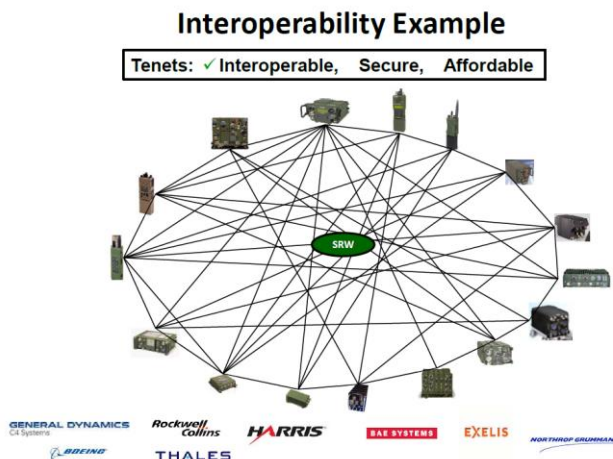 Interoperability Example
Tenets: ✓ Interoperable, Secure, Affordable
SRW
GENERAL DYNAMICS
C4 Systems
Rockwell
Collins
HARRIS
BAE SYSTEMS
EXELIS
NORTHROP GRUMMAN
BOEING
THALES